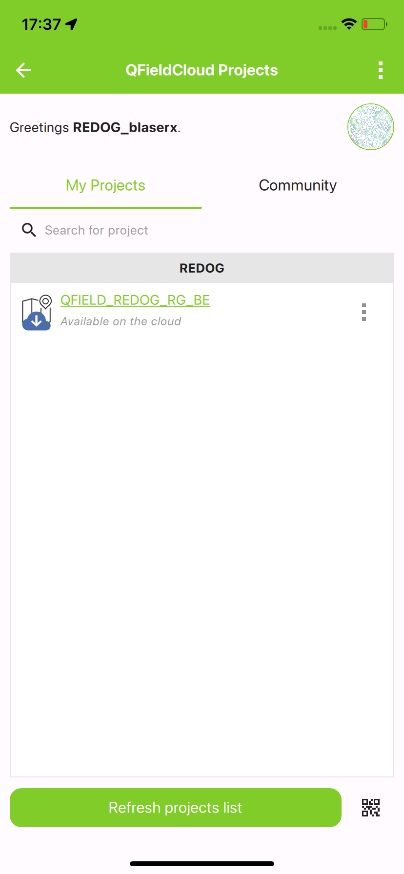 17:37
QFieldCloud Projects
Greetings REDOG_blaserx.
My Projects
Community
Search for project
REDOG
QFIELD_REDOG_RG_BE
Available on the cloud
Refresh projects list